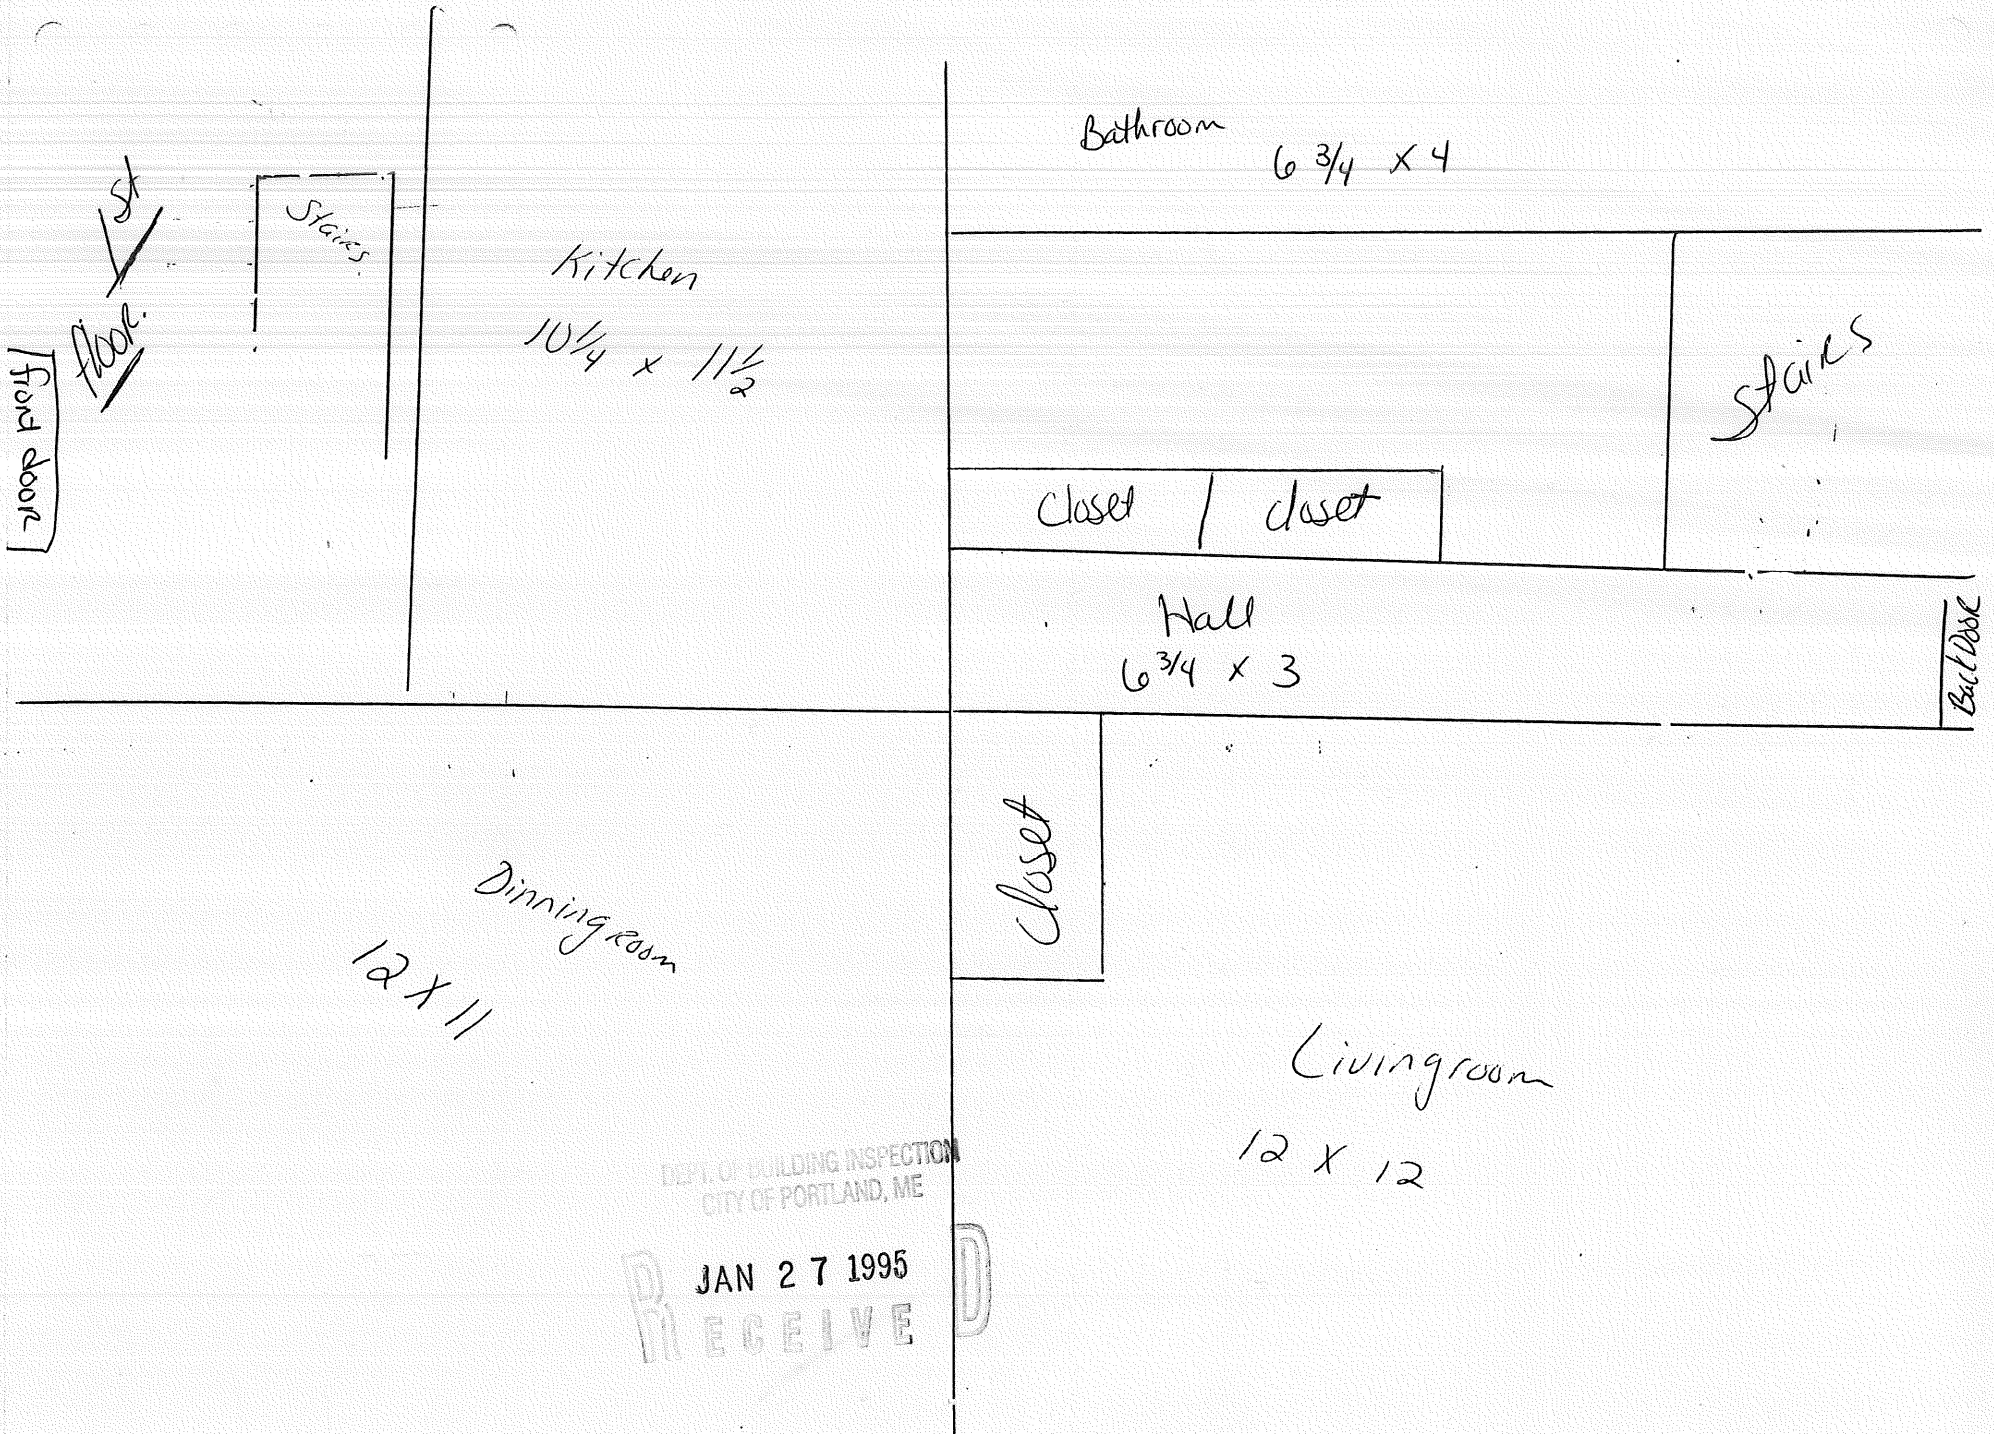 Bathroom
6 3/4 x 4
st
floor.
Stairs
Kitchen
10 1/4 x 11 1/2
Stairs
front door
Closet / closet
Hall
6 3/4 x 3
Back Door
Closet
Dinningroom
12 x 11
Livingroom
12 x 12
DEPT. OF BUILDING INSPECTION
CITY OF PORTLAND, ME
JAN 27 1995
RECEIVED